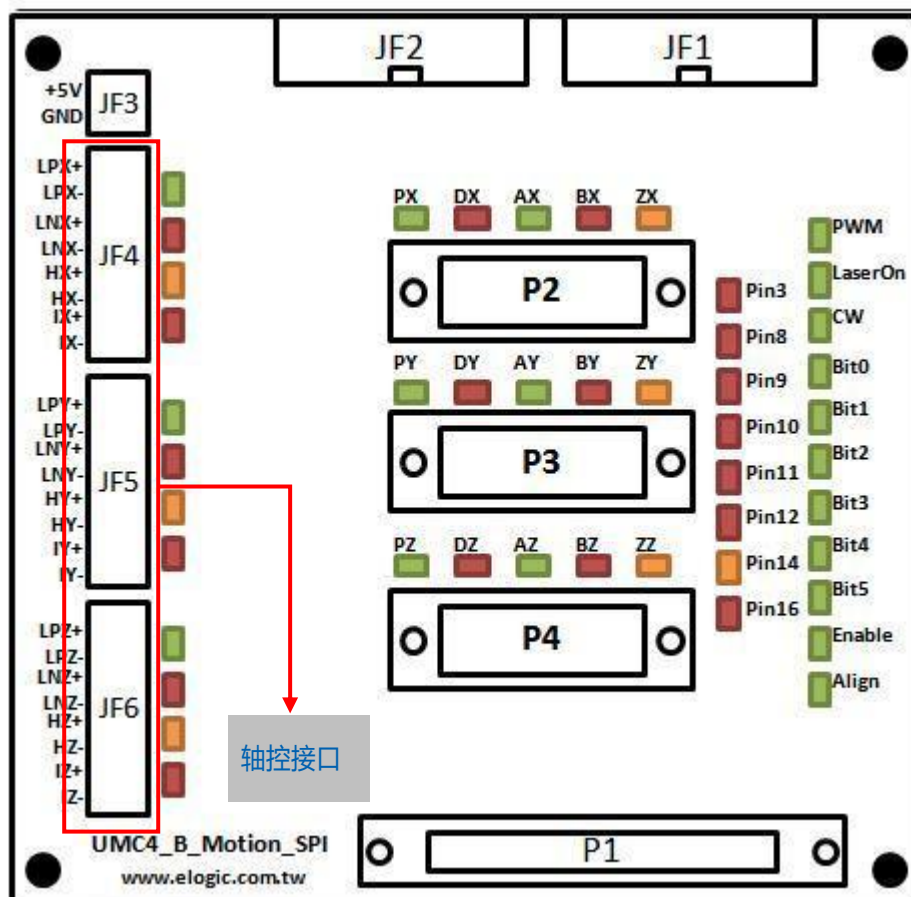 JF2
JF1
+5V
GND
JF3
LPX+
LPX-
LNX+
LNX-
HX+
HX-
IX+
IX-
JF4
PX DX AX BX ZX
P2
PY DY AY BY ZY
P3
PZ DZ AZ BZ ZZ
P4
Pin3
Pin8
Pin9
Pin10
Pin11
Pin12
Pin14
Pin16
PWM
LaserOn
CW
Bit0
Bit1
Bit2
Bit3
Bit4
Bit5
Enable
Align
LPY+
LPY-
LNY+
LNY-
HY+
HY-
IY+
IY-
JF5
LPZ+
LPZ-
LNZ+
LNZ-
HZ+
HZ-
IZ+
IZ-
JF6
轴控接口
UMC4_B_Motion_SPI
www.elogic.com.tw
P1